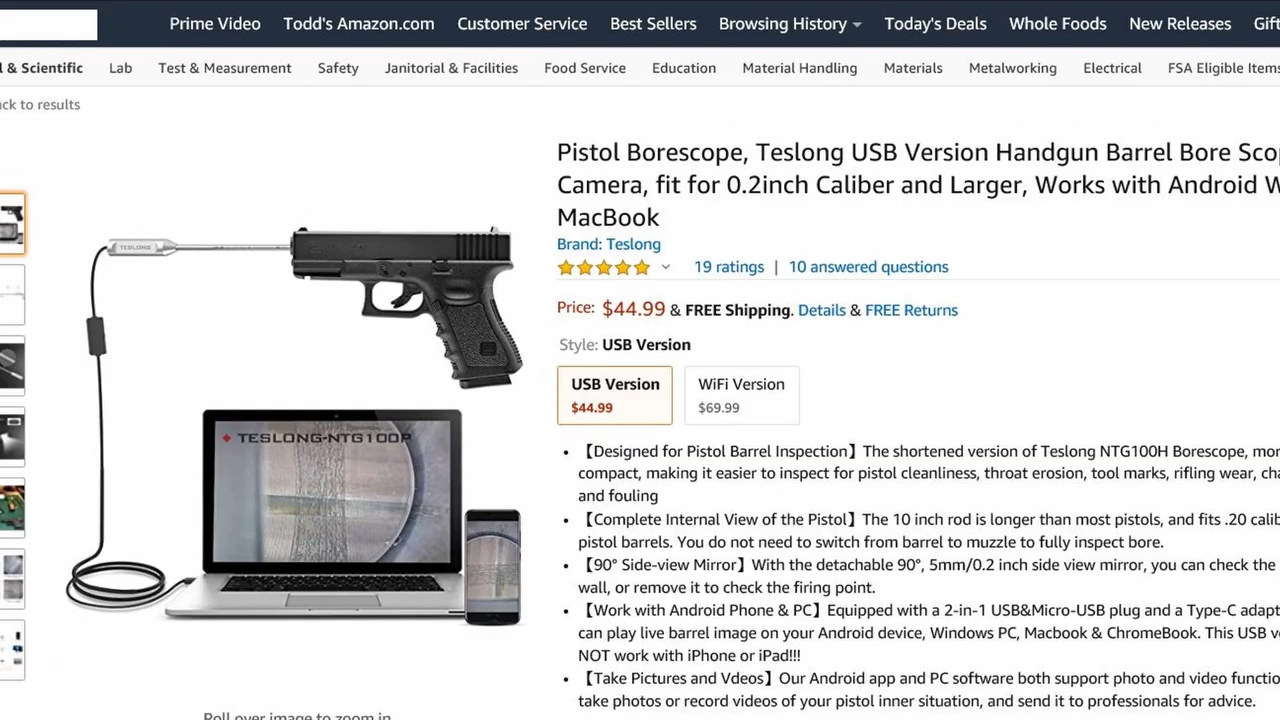 Prime Video Todd's Amazon.com Customer Service Best Sellers Browsing History Today's Deals Whole Foods New Releases Gift
l & Scientific Lab Test & Measurement Safety Janitorial & Facilities Food Service Education Material Handling Materials Metalworking Electrical FSA Eligible Items
ck to results
Pistol Borescope, Teslong USB Version Handgun Barrel Bore Sco
Camera, fit for 0.2inch Caliber and Larger, Works with Android W
MacBook
Brand: Teslong
19 ratings | 10 answered questions
Price: $44.99 & FREE Shipping. Details & FREE Returns
Style: USB Version
USB Version WiFi Version
$44.99 $69.99
TESLONG
TESLONG-NTG100P
【Designed for Pistol Barrel Inspection】The shortened version of Teslong NTG100H Borescope, mor
compact, making it easier to inspect for pistol cleanliness, throat erosion, tool marks, rifling wear, cha
and fouling
【Complete Internal View of the Pistol】The 10 inch rod is longer than most pistols, and fits .20 calib
pistol barrels. You do not need to switch from barrel to muzzle to fully inspect bore.
【90° Side-view Mirror】With the detachable 90°, 5mm/0.2 inch side view mirror, you can check the
wall, or remove it to check the firing point.
【Work with Android Phone & PC】Equipped with a 2-in-1 USB&Micro-USB plug and a Type-C adapt
can play live barrel image on your Android device, Windows PC, Macbook & ChromeBook. This USB v
NOT work with iPhone or iPad!!!
【Take Pictures and Vdeos】Our Android app and PC software both support photo and video functio
take photos or record videos of your pistol inner situation, and send it to professionals for advice.
Roll over image to zoom in